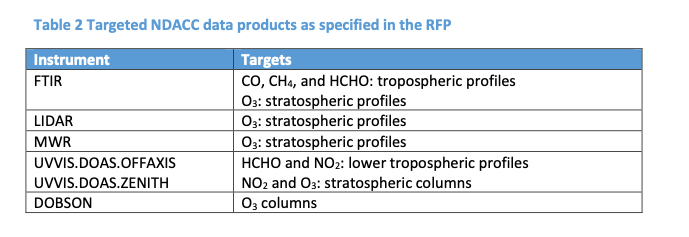 Table 2 Targeted NDACC data products as specified in the RFP
Instrument Targets
FTIR CO, CH₄, and HCHO: tropospheric profiles
O₃: stratospheric profiles
LIDAR O₃: stratospheric profiles
MWR O₃: stratospheric profiles
UVVIS.DOAS.OFFAXIS HCHO and NO₂: lower tropospheric profiles
UVVIS.DOAS.ZENITH NO₂ and O₃: stratospheric columns
DOBSON O₃ columns